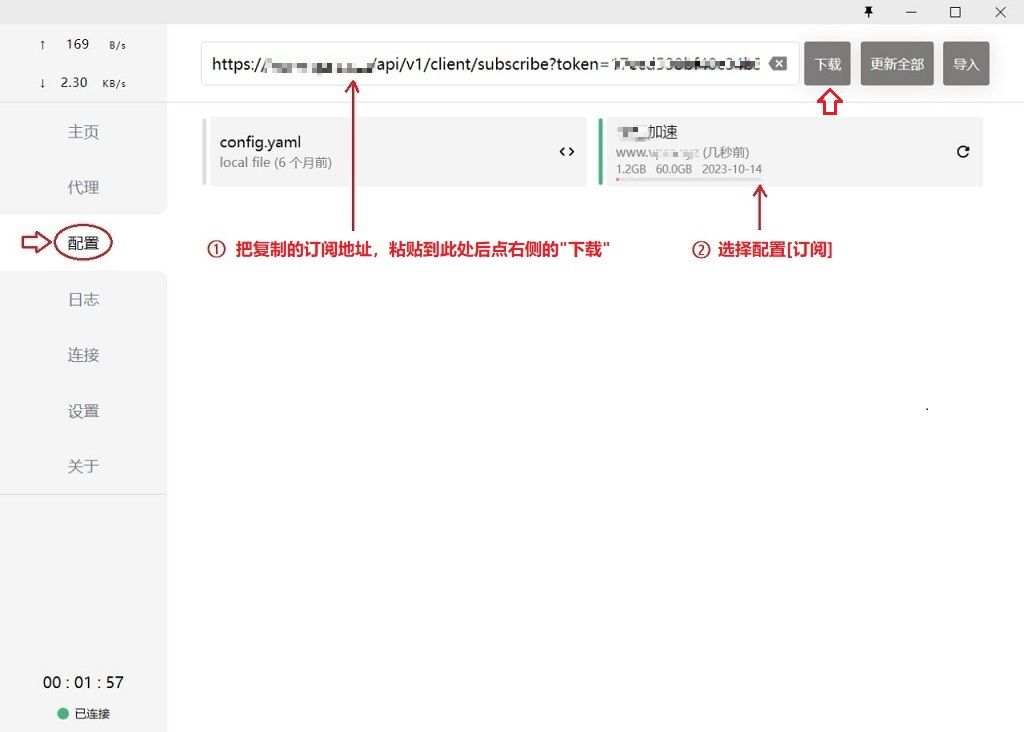 ↑ 169 B/s
↓ 2.30 KB/s
主页
代理
配置
日志
连接
设置
关于
00 : 01 : 57
已连接
https://
/api/v1/client/subscribe?token=
下载
更新全部
导入
config.yaml
local file (6 个月前)
加速
www. (几秒前)
1.2GB 60.0GB 2023-10-14
① 把复制的订阅地址，粘贴到此处后点右侧的"下载"
② 选择配置[订阅]